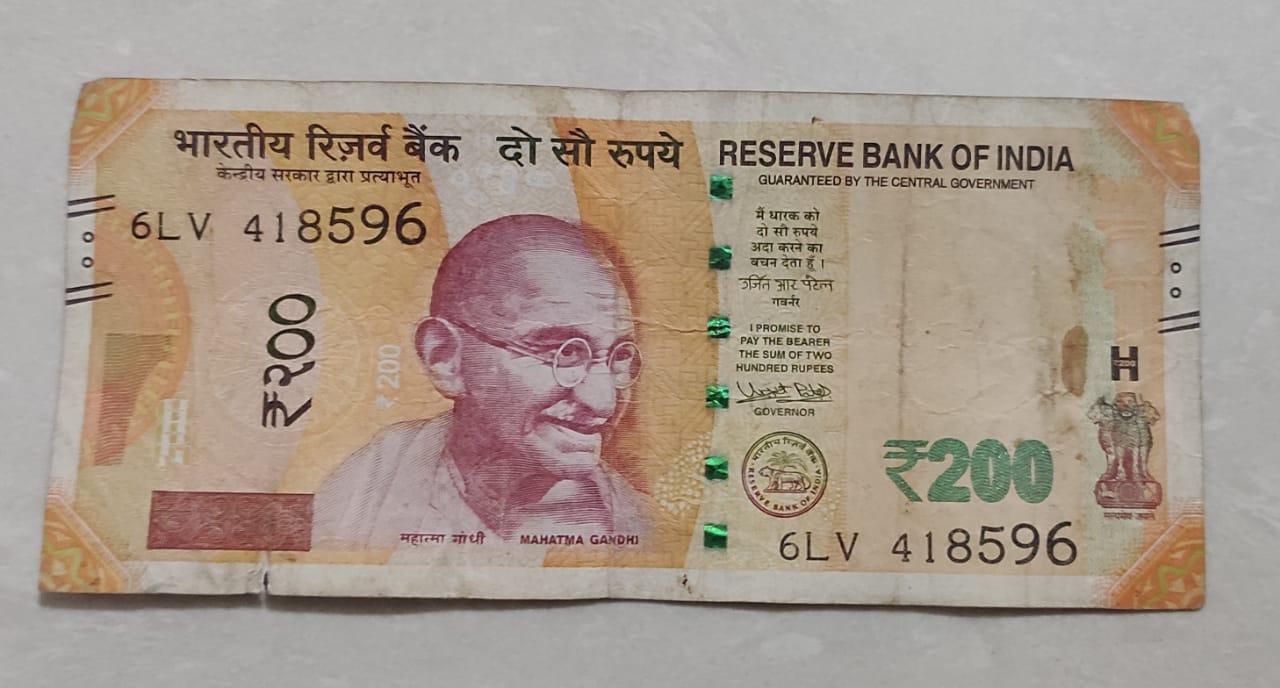 भारतीय रिज़र्व बैंक दो सौ रुपये RESERVE BANK OF INDIA
केन्द्रीय सरकार द्वारा प्रत्याभूत
GUARANTEED BY THE CENTRAL GOVERNMENT
6LV 418596
₹२००
₹200
मैं धारक को
दो सौ रुपये
अदा करने का
वचन देता हूँ ।
उर्जित आर पटेल
गवर्नर
I PROMISE TO
PAY THE BEARER
THE SUM OF TWO
HUNDRED RUPEES
GOVERNOR
भारतीय रिज़र्व बैंक
RESERVE BANK OF INDIA
H
₹200
₹200
सत्यमेव जयते
6LV 418596
महात्मा गांधी MAHATMA GANDHI